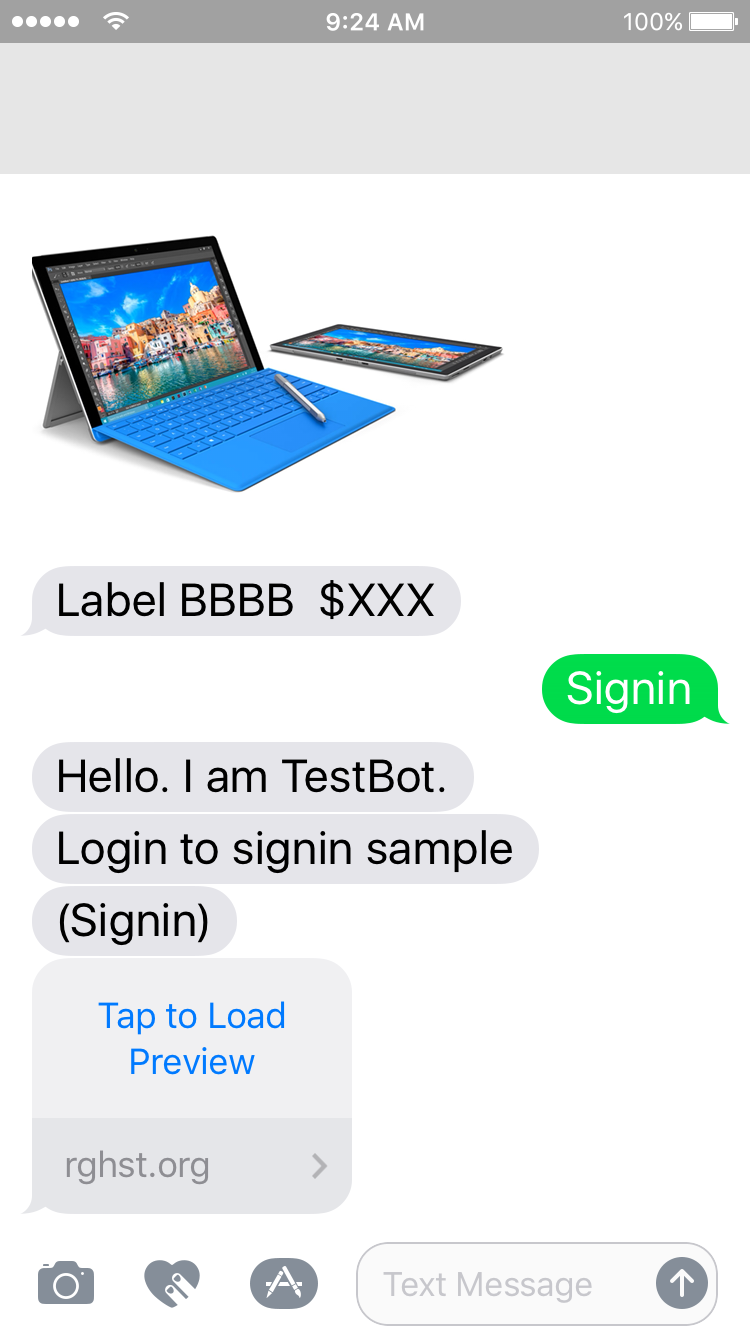 9:24 AM
100%
Label BBBB  $XXX
Signin
Hello. I am TestBot.
Login to signin sample
(Signin)
Tap to Load
Preview
rghst.org
Text Message